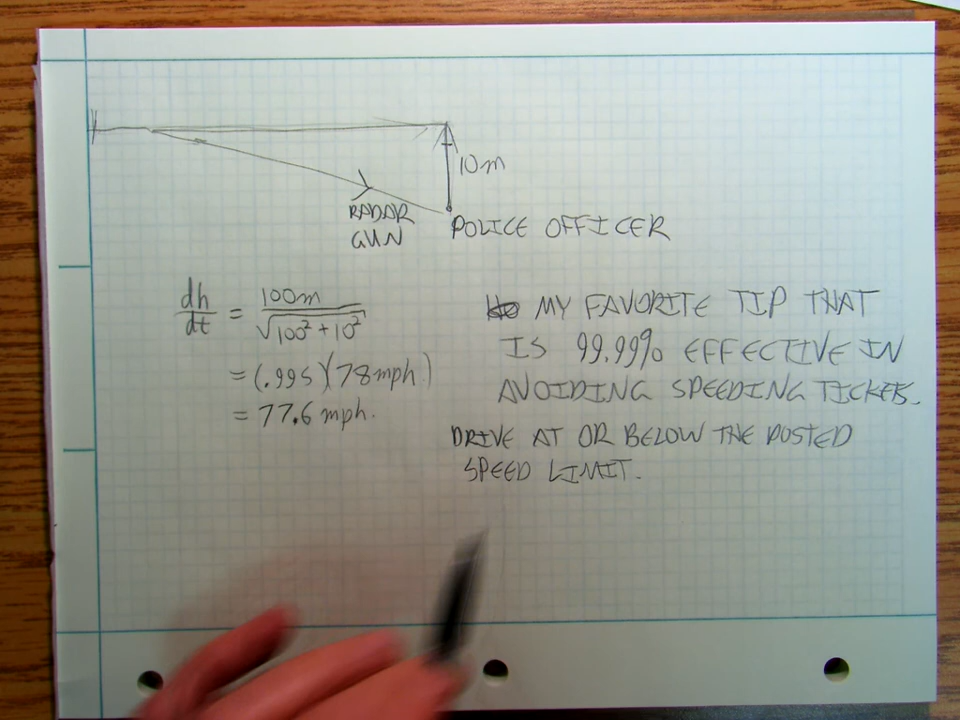 10m
RADAR
GUN
POLICE OFFICER
dh/dt = 100m/√100² + 10²
= (.995)(78mph)
= 77.6 mph.
MY FAVORITE TIP THAT
IS 99.99% EFFECTIVE IN
AVOIDING SPEEDING TICKETS.
DRIVE AT OR BELOW THE POSTED
SPEED LIMIT.